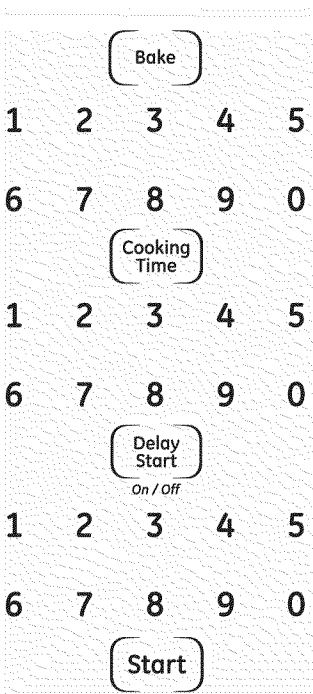 Bake
1 2 3 4 5
6 7 8 9 0
Cooking
Time
1 2 3 4 5
6 7 8 9 0
Delay
Start
On / Off
1 2 3 4 5
6 7 8 9 0
Start